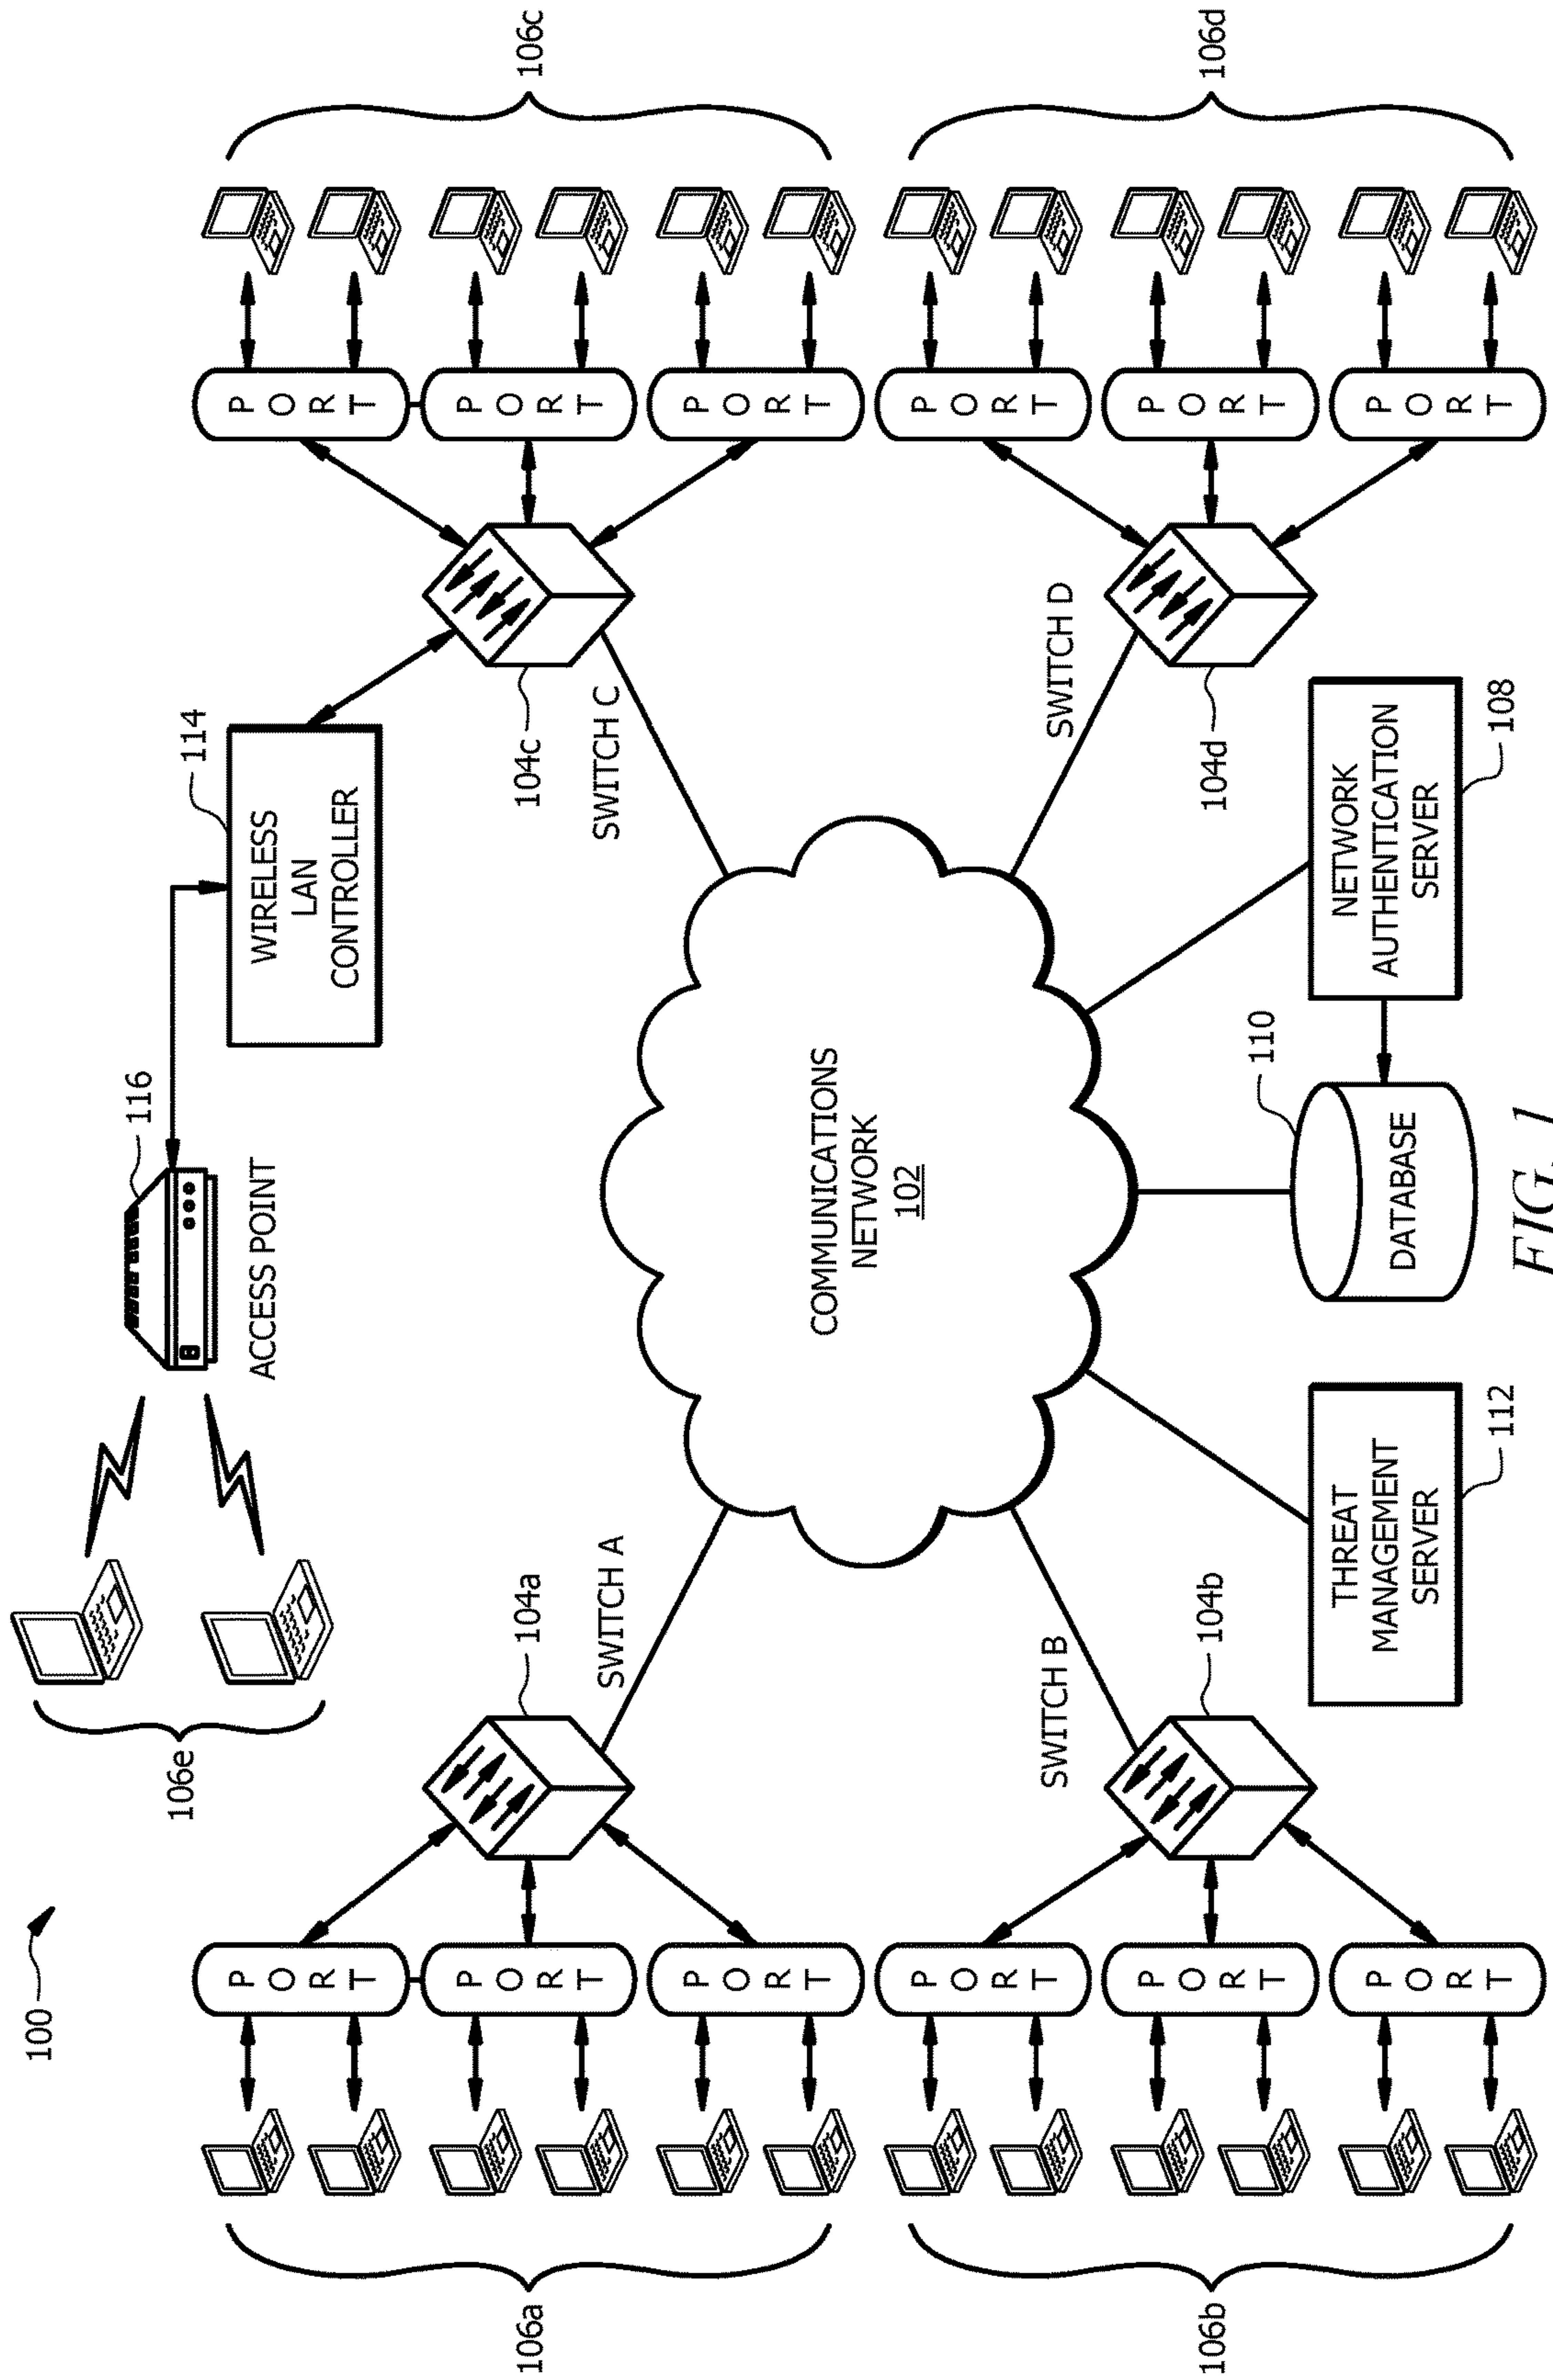 100
106e
116
ACCESS POINT
114
WIRELESS
LAN
CONTROLLER
106a
PORT
PORT
PORT
104a
SWITCH A
106c
PORT
PORT
PORT
104c
SWITCH C
COMMUNICATIONS
NETWORK
102
106b
PORT
PORT
PORT
SWITCH B
104b
106d
PORT
PORT
PORT
SWITCH D
104d
THREAT
MANAGEMENT
SERVER
112
110
DATABASE
NETWORK
AUTHENTICATION
SERVER
108
FIG. 1